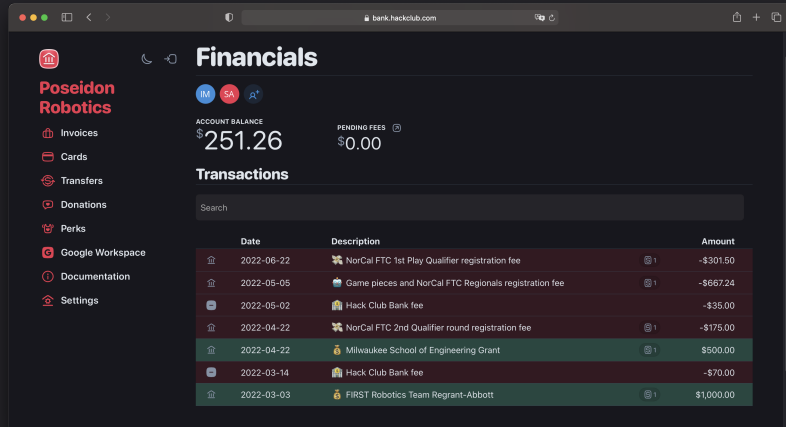 bank.hackclub.com
Poseidon
Robotics
Invoices
Cards
Transfers
Donations
Perks
Google Workspace
Documentation
Settings
Financials
IM SA
ACCOUNT BALANCE
$251.26
PENDING FEES
$0.00
Transactions
Search
Date Description Amount
2022-06-22 NorCal FTC 1st Play Qualifier registration fee 1 -$301.50
2022-05-05 Game pieces and NorCal FTC Regionals registration fee 1 -$667.24
2022-05-02 Hack Club Bank fee -$35.00
2022-04-22 NorCal FTC 2nd Qualifier round registration fee 1 -$175.00
2022-04-22 Milwaukee School of Engineering Grant 1 $500.00
2022-03-14 Hack Club Bank fee -$70.00
2022-03-03 FIRST Robotics Team Regrant-Abbott 1 $1,000.00